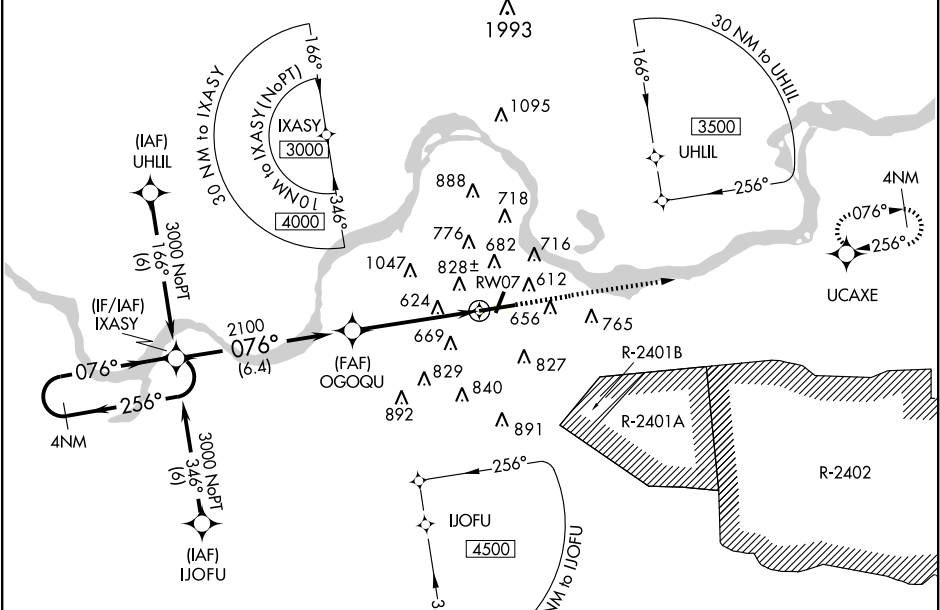 1993
30 NM to UHLIL
166°
3500
UHLIL
256°
30 NM to IXASY
10 NM to IXASY (NoPT)
166°
IXASY
3000
4000
346°
1095
(IAF)
UHLIL
3000 NoPT
166°
(6)
888
718
776
682
716
1047
828±
RW07
612
624
656
765
669
827
829
840
892
891
4NM
076°
256°
UCAXE
(IF/IAF)
IXASY
2100
076°
(6.4)
(FAF)
OGOQU
076°
256°
4NM
3000 NoPT
346°
(6)
(IAF)
IJOFU
R-2401B
R-2401A
R-2402
256°
IJOFU
4500
3
NM to IJOFU